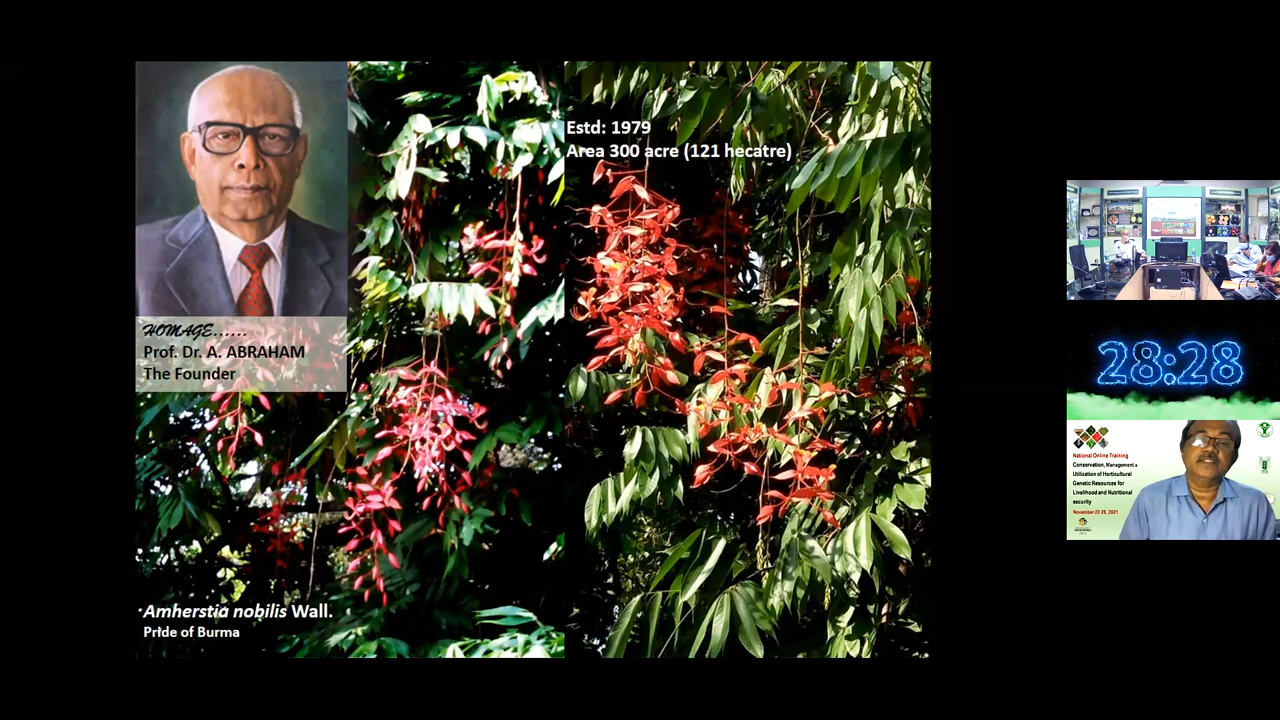 Estd: 1979
Area 300 acre (121 hecatre)
HOMAGE......
Prof. Dr. A. ABRAHAM
The Founder
Amherstia nobilis Wall.
Pride of Burma
28:28
National Online Training
Conservation, Management &
Utilization of Horticultural
Genetic Resources for
Livelihood and Nutritional
security
November 22-26, 2021